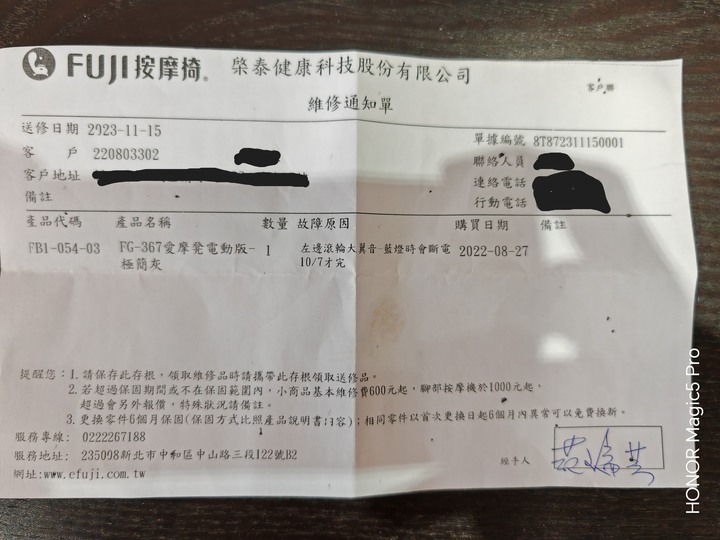 FUJI按摩椅® 棨泰健康科技股份有限公司
客戶聯
維修通知單
送修日期 2023-11-15
單據編號 8T872311150001
客 戶 220803302
聯絡人員
客戶地址
連絡電話
備註
行動電話
產品代碼 產品名稱 數量 故障原因 購買日期 備註
FB1-054-03 FG-367愛摩凳電動版- 1 左邊滾輪大異音-藍燈時會斷電 2022-08-27
極簡灰 10/7才完
提醒您：1.請保存此存根，領取維修品時請攜帶此存根領取送修品。
2.若超過保固期間或不在保固範圍內，小商品基本維修費600元起，腳部按摩機於1000元起，
超過會另外報價，特殊狀況請備註。
3.更換零件6個月保固(保固方式比照產品說明書內容)；相同零件以首次更換日起6個月內異常可以免費換新。
服務專線: 0222267188
服務地址: 235098新北市中和區中山路三段122號B2
網址:www.efuji.com.tw
經手人
HONOR Magic5 Pro